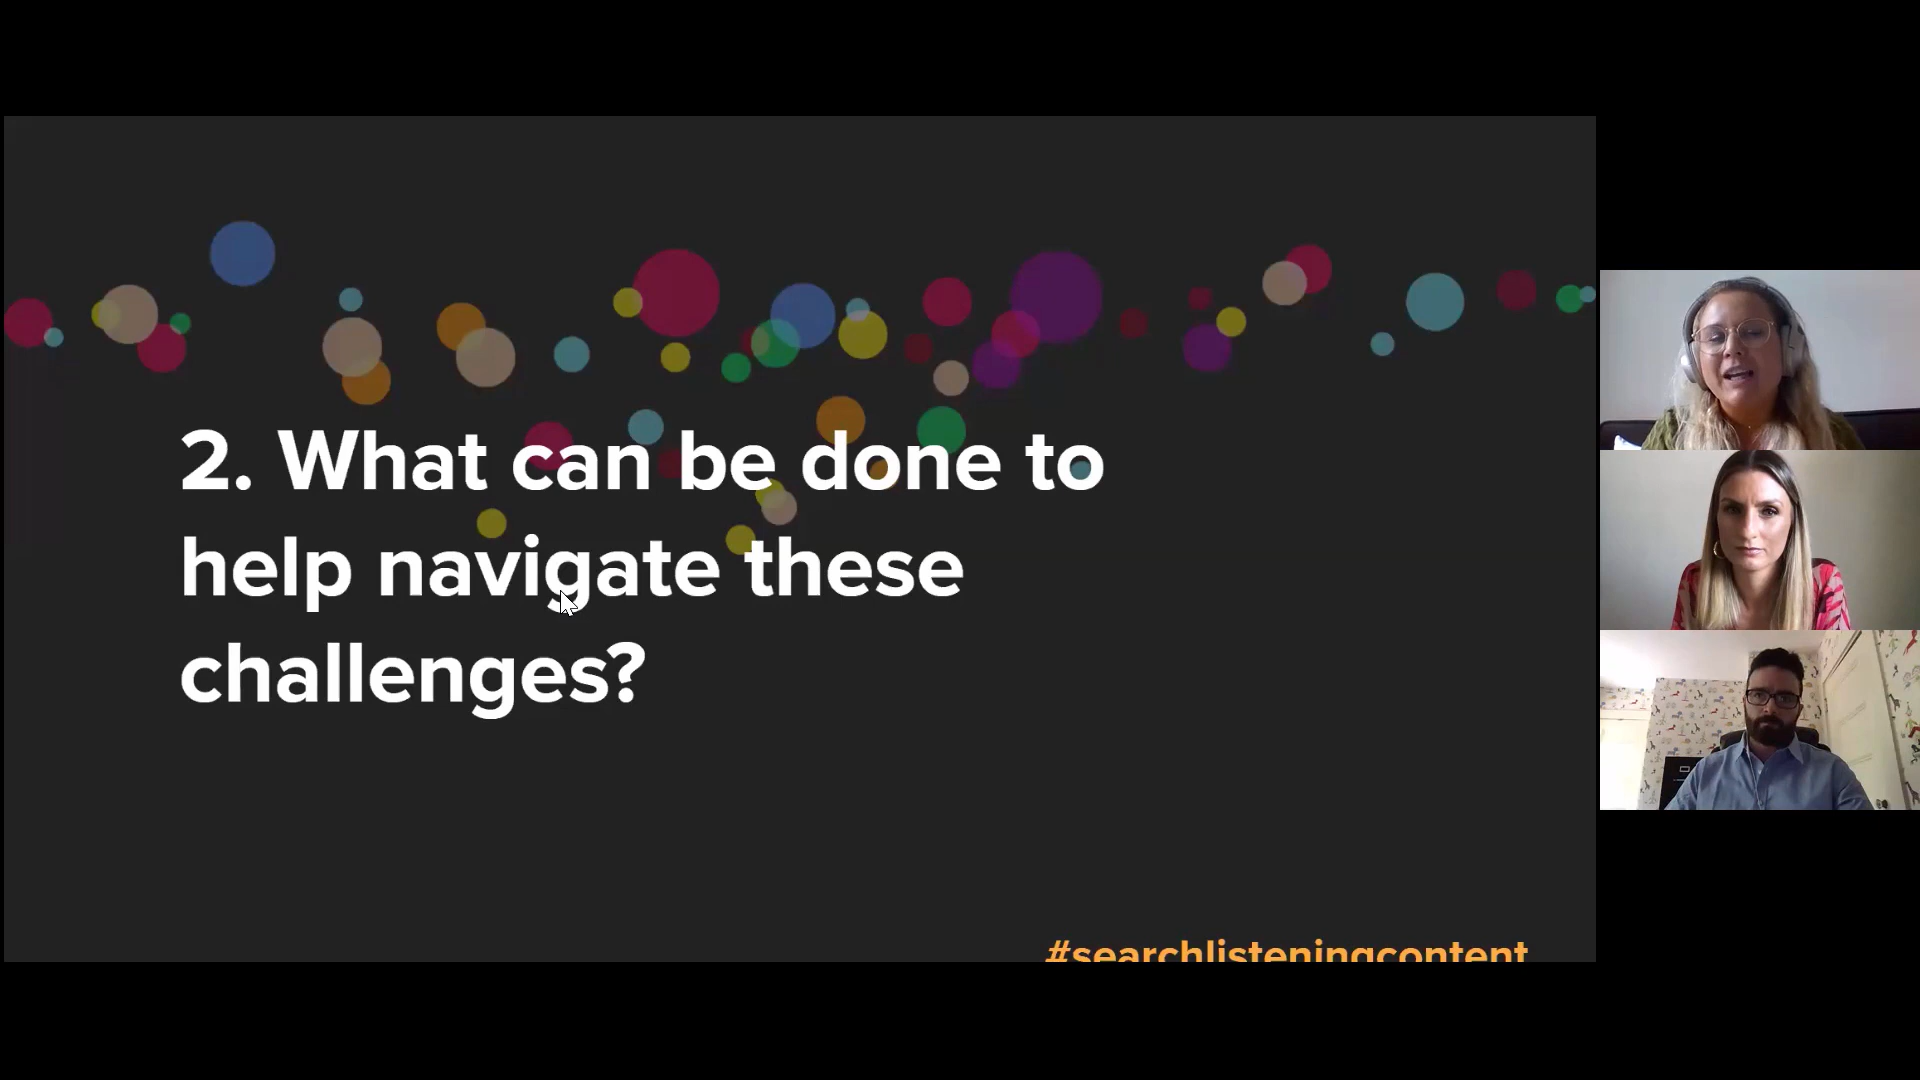 2. What can be done to
help navigate these
challenges?
#searchlisteningcontent